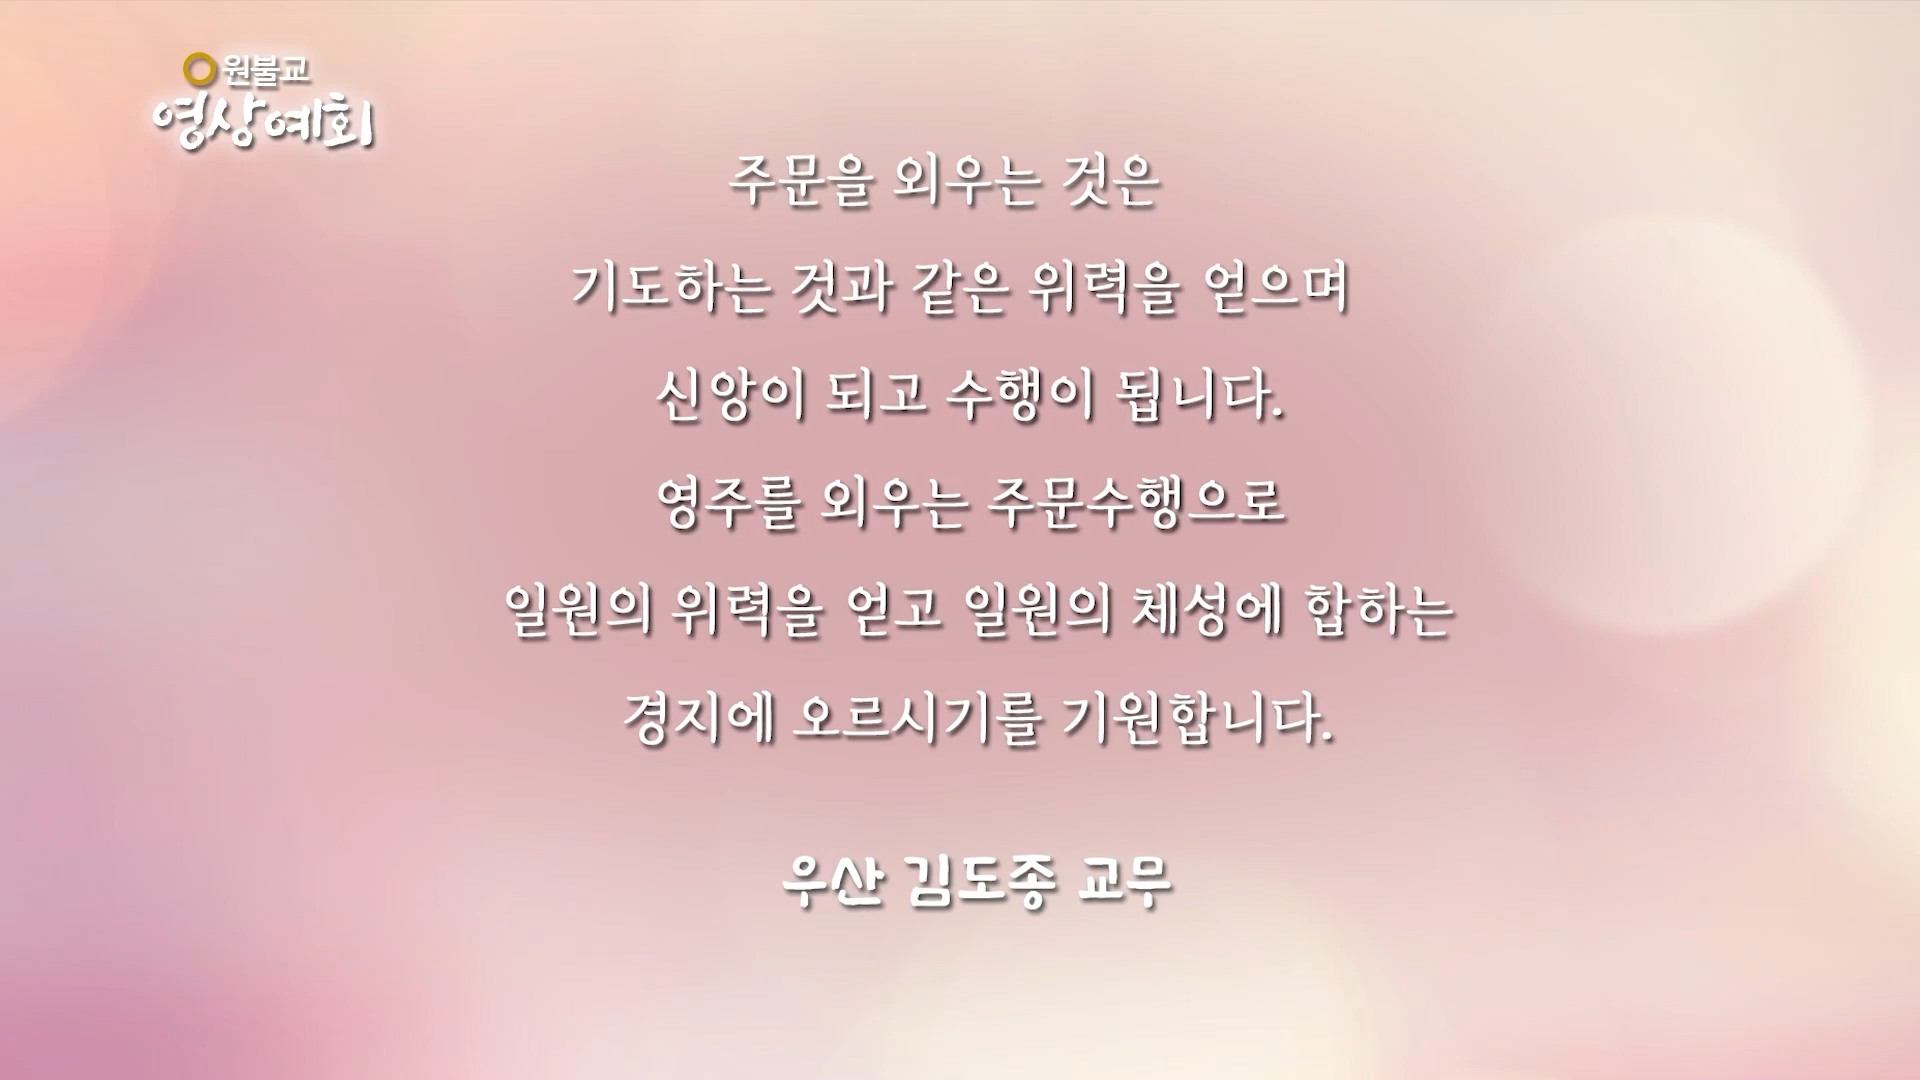 원불교
영상예회
주문을 외우는 것은
기도하는 것과 같은 위력을 얻으며
신앙이 되고 수행이 됩니다.
영주를 외우는 주문수행으로
일원의 위력을 얻고 일원의 체성에 합하는
경지에 오르시기를 기원합니다.
우산 김도종 교무